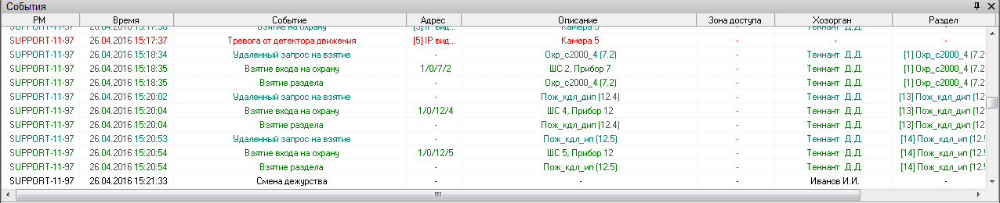 События
РМ Время Событие Адрес Описание Зона доступа Хозорган Раздел
SUPPORT-11-97 26.04.2016 15:17:36 Взятие на охрану [5] IP вид... Камера 5 - Теннант Д.Д. -
SUPPORT-11-97 26.04.2016 15:17:37 Тревога от детектора движения [5] IP вид... Камера 5 - - -
SUPPORT-11-97 26.04.2016 15:18:34 Удаленный запрос на взятие - Охр_с2000_4 (7.2) - Теннант Д.Д. [1] Охр_с2000_4 (7.2
SUPPORT-11-97 26.04.2016 15:18:35 Взятие входа на охрану 1/0/7/2 ШС 2, Прибор 7 - Теннант Д.Д. [1] Охр_с2000_4 (7.2
SUPPORT-11-97 26.04.2016 15:18:35 Взятие раздела - Охр_с2000_4 (7.2) - Теннант Д.Д. [1] Охр_с2000_4 (7.2
SUPPORT-11-97 26.04.2016 15:20:02 Удаленный запрос на взятие - Пож_кдл_дип (12.4) - Теннант Д.Д. [13] Пож_кдл_дип (12
SUPPORT-11-97 26.04.2016 15:20:04 Взятие входа на охрану 1/0/12/4 ШС 4, Прибор 12 - Теннант Д.Д. [13] Пож_кдл_дип (12
SUPPORT-11-97 26.04.2016 15:20:04 Взятие раздела - Пож_кдл_дип (12.4) - Теннант Д.Д. [13] Пож_кдл_дип (12
SUPPORT-11-97 26.04.2016 15:20:53 Удаленный запрос на взятие - Пож_кдл_ип (12.5) - Теннант Д.Д. [14] Пож_кдл_ип (12.5
SUPPORT-11-97 26.04.2016 15:20:54 Взятие входа на охрану 1/0/12/5 ШС 5, Прибор 12 - Теннант Д.Д. [14] Пож_кдл_ип (12.5
SUPPORT-11-97 26.04.2016 15:20:54 Взятие раздела - Пож_кдл_ип (12.5) - Теннант Д.Д. [14] Пож_кдл_ип (12.5
SUPPORT-11-97 26.04.2016 15:21:33 Смена дежурства - - - Иванов И.И. -